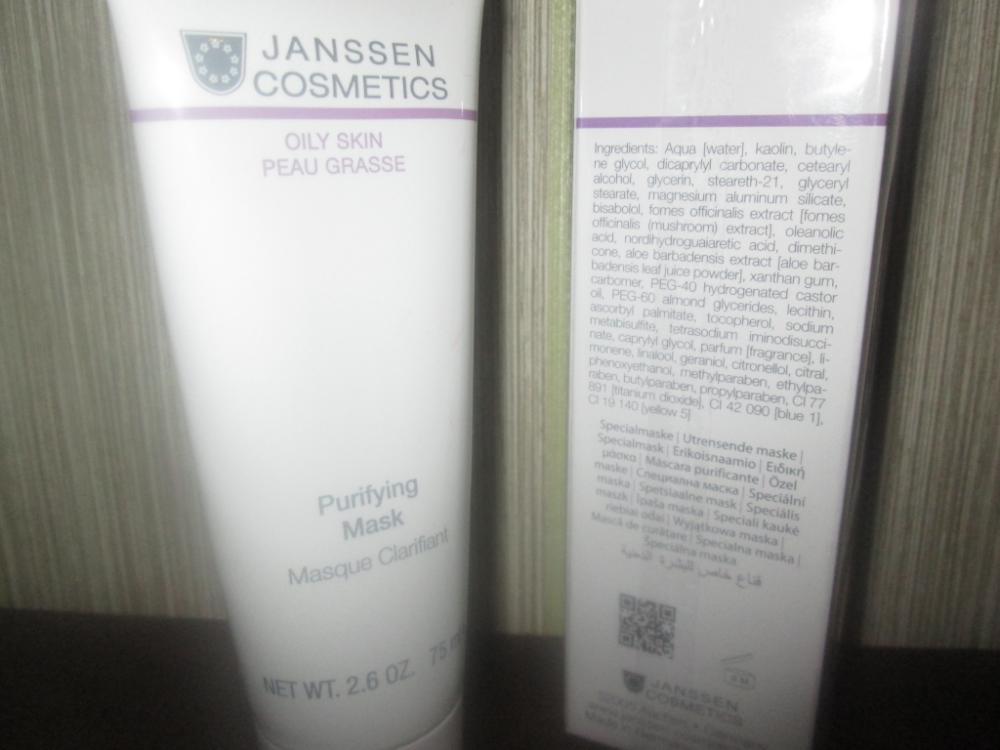 JANSSEN
COSMETICS
OILY SKIN
PEAU GRASSE
Purifying
Mask
Masque Clarifiant
NET WT. 2.6 OZ. 75
Ingredients: Aqua [water], kaolin, butyle-
ne glycol, dicaprylyl carbonate, cetearyl
alcohol, glycerin, steareth-21, glyceryl
stearate, magnesium aluminum silicate,
bisabolol, fomes officinalis extract [fomes
officinalis (mushroom) extract], oleanolic
acid, nordihydroguaiaretic acid, dimethi-
cone, aloe barbadensis extract [aloe bar-
badensis leaf juice powder], xanthan gum,
carbomer, PEG-40 hydrogenated castor
oil, PEG-60 almond glycerides, lecithin,
ascorbyl palmitate, tocopherol, sodium
metabisulfite, tetrasodium iminodisucci-
nate, caprylyl glycol, parfum [fragrance], li-
monene, linalool, geraniol, citronellol, citral,
phenoxyethanol, methylparaben, ethylpa-
raben, butylparaben, propylparaben, CI 77
891 [titanium dioxide], CI 42 090 [blue 1],
CI 19 140 [yellow 5]
Specialmaske | Utrensende maske |
Specialmask | Erikoisnaamio | Ειδική
μάσκα | Máscara purificante | Özel
maske | Специална маска | Speciální
maska | Spetsiaalne mask | Speciális
maszk | Īpaša maska | Speciali kaukė
riebiai odai | Wyjątkowa maska |
Mască de curățare | Specialna maska |
Špeciálna maska
قناع خاص للبشرة الدهنية
JANSSEN
COSMETICS